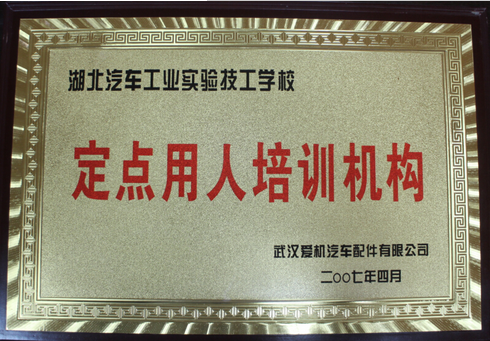 湖北汽车工业实验技工学校
定点用人培训机构
武汉爱机汽车配件有限公司
二00七年四月